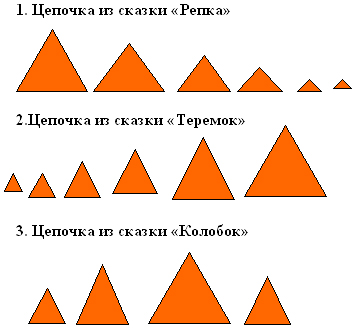 1. Цепочка из сказки «Репка»
2.Цепочка из сказки «Теремок»
3. Цепочка из сказки «Колобок»